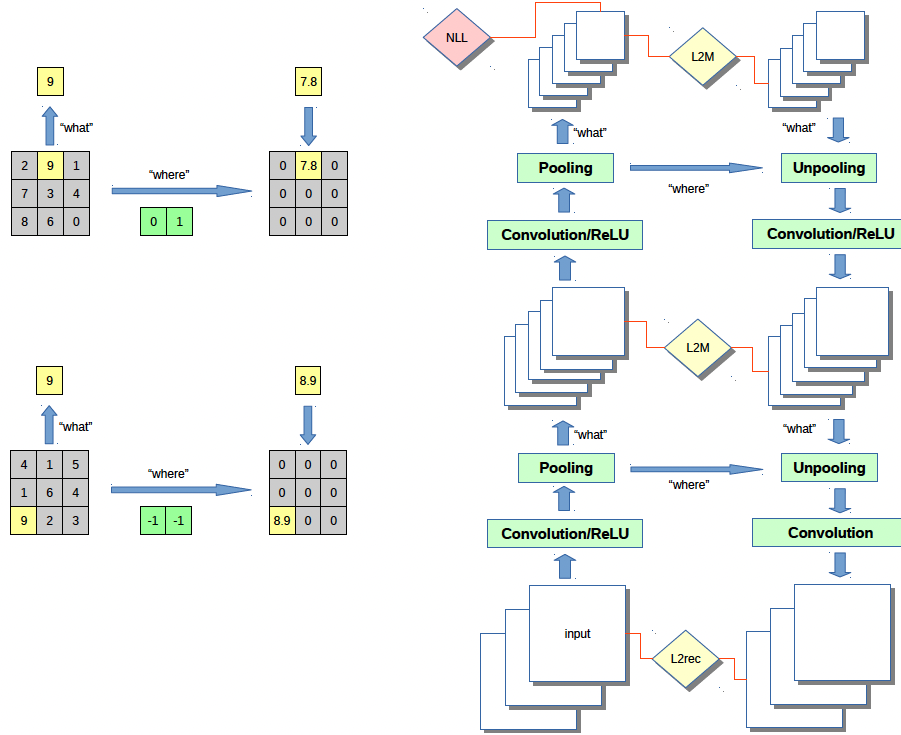 9
“what”
2 9 1
7 3 4
8 6 0
“where”
0 1
7.8
0 7.8 0
0 0 0
0 0 0
9
“what”
4 1 5
1 6 4
9 2 3
“where”
-1 -1
8.9
0 0 0
0 0 0
8.9 0 0
NLL
L2M
“what”
“what”
Pooling
“where”
Unpooling
Convolution/ReLU
Convolution/ReLU
L2M
“what”
“what”
Pooling
“where”
Unpooling
Convolution/ReLU
Convolution
input
L2rec